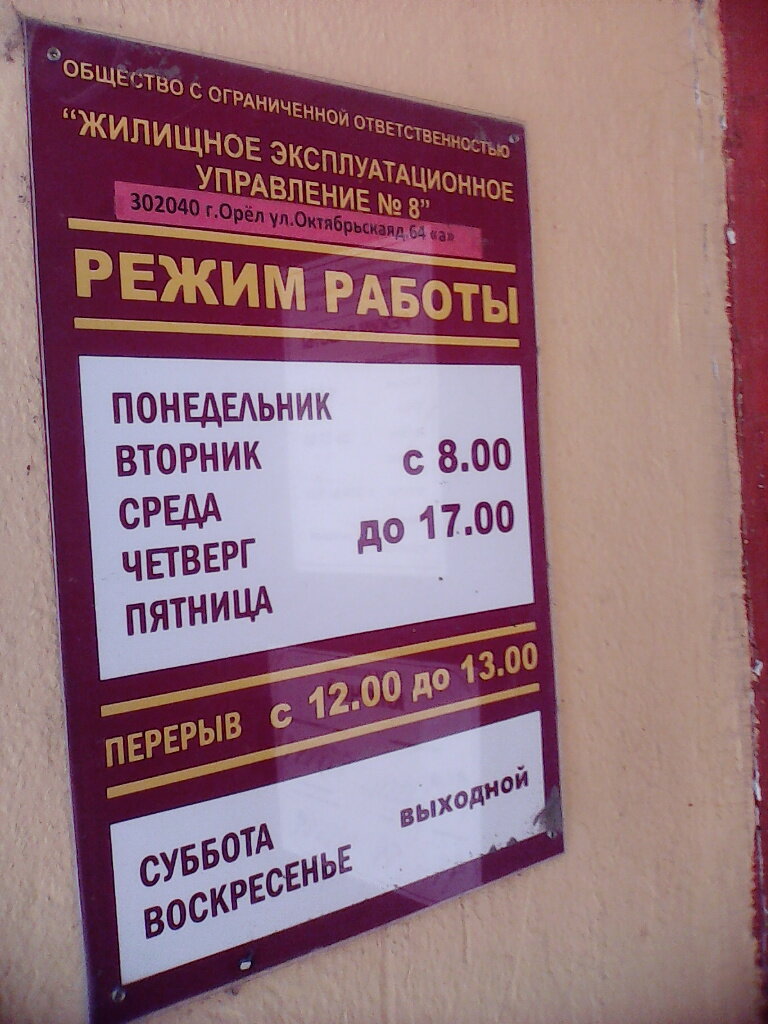 ОБЩЕСТВО С ОГРАНИЧЕННОЙ ОТВЕТСТВЕННОСТЬЮ
“ЖИЛИЩНОЕ ЭКСПЛУАТАЦИОННОЕ
УПРАВЛЕНИЕ № 8”
302040 г.Орёл ул.Октябрьскаяд.64 «а»
РЕЖИМ РАБОТЫ
ПОНЕДЕЛЬНИК
ВТОРНИК с 8.00
СРЕДА
до 17.00
ЧЕТВЕРГ
ПЯТНИЦА
ПЕРЕРЫВ с 12.00 до 13.00
СУББОТА выходной
ВОСКРЕСЕНЬЕ